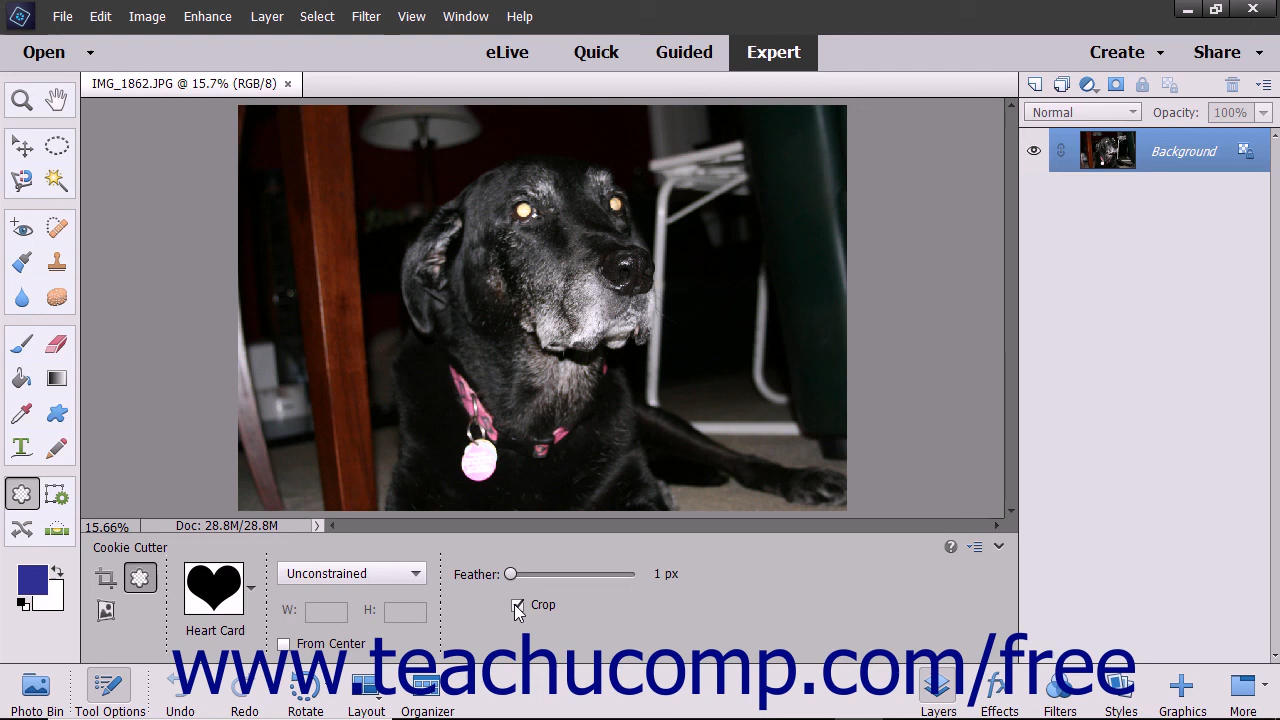 File Edit Image Enhance Layer Select Filter View Window Help
Open eLive Quick Guided Expert Create Share
IMG_1862.JPG @ 15.7% (RGB/8) ×
Normal Opacity: 100%
Background
15.66% Doc: 28.8M/28.8M
Cookie Cutter
Unconstrained Feather: 1 px
W: H: Crop
Heart Card
From Center
www.teachucomp.com/free
Photo Bin Tool Options Undo Redo Rotate Layout Organizer Layers Effects Filters Styles Graphics More